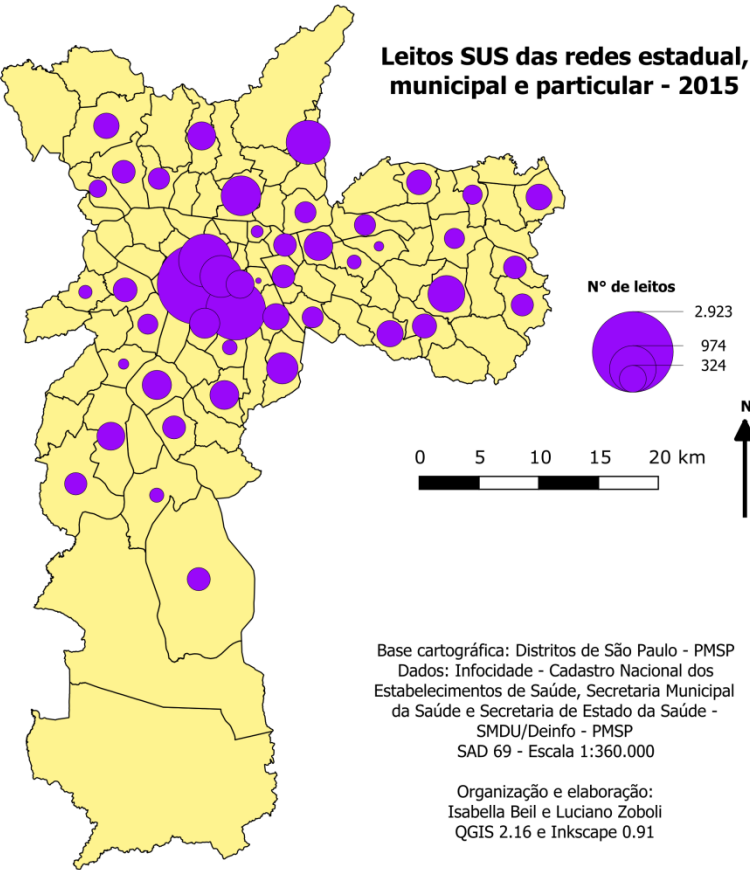 Leitos SUS das redes estadual,
municipal e particular - 2015
N° de leitos
2.923
974
324
N
0 5 10 15 20 km
Base cartográfica: Distritos de São Paulo - PMSP
Dados: Infocidade - Cadastro Nacional dos
Estabelecimentos de Saúde, Secretaria Municipal
da Saúde e Secretaria de Estado da Saúde -
SMDU/Deinfo - PMSP
SAD 69 - Escala 1:360.000
Organização e elaboração:
Isabella Beil e Luciano Zoboli
QGIS 2.16 e Inkscape 0.91